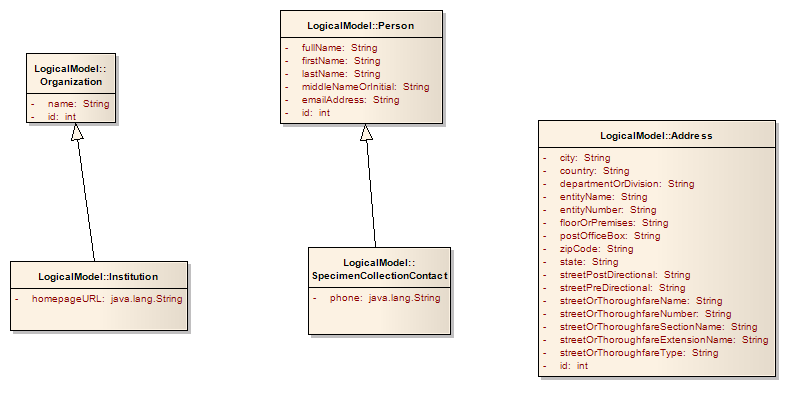 LogicalModel::
Organization
- name: String
- id: int
LogicalModel::Institution
- homepageURL: java.lang.String
LogicalModel::Person
- fullName: String
- firstName: String
- lastName: String
- middleNameOrInitial: String
- emailAddress: String
- id: int
LogicalModel::
SpecimenCollectionContact
- phone: java.lang.String
LogicalModel::Address
- city: String
- country: String
- departmentOrDivision: String
- entityName: String
- entityNumber: String
- floorOrPremises: String
- postOfficeBox: String
- zipCode: String
- state: String
- streetPostDirectional: String
- streetPreDirectional: String
- streetOrThoroughfareName: String
- streetOrThoroughfareNumber: String
- streetOrThoroughfareSectionName: String
- streetOrThoroughfareExtensionName: String
- streetOrThoroughfareType: String
- id: int